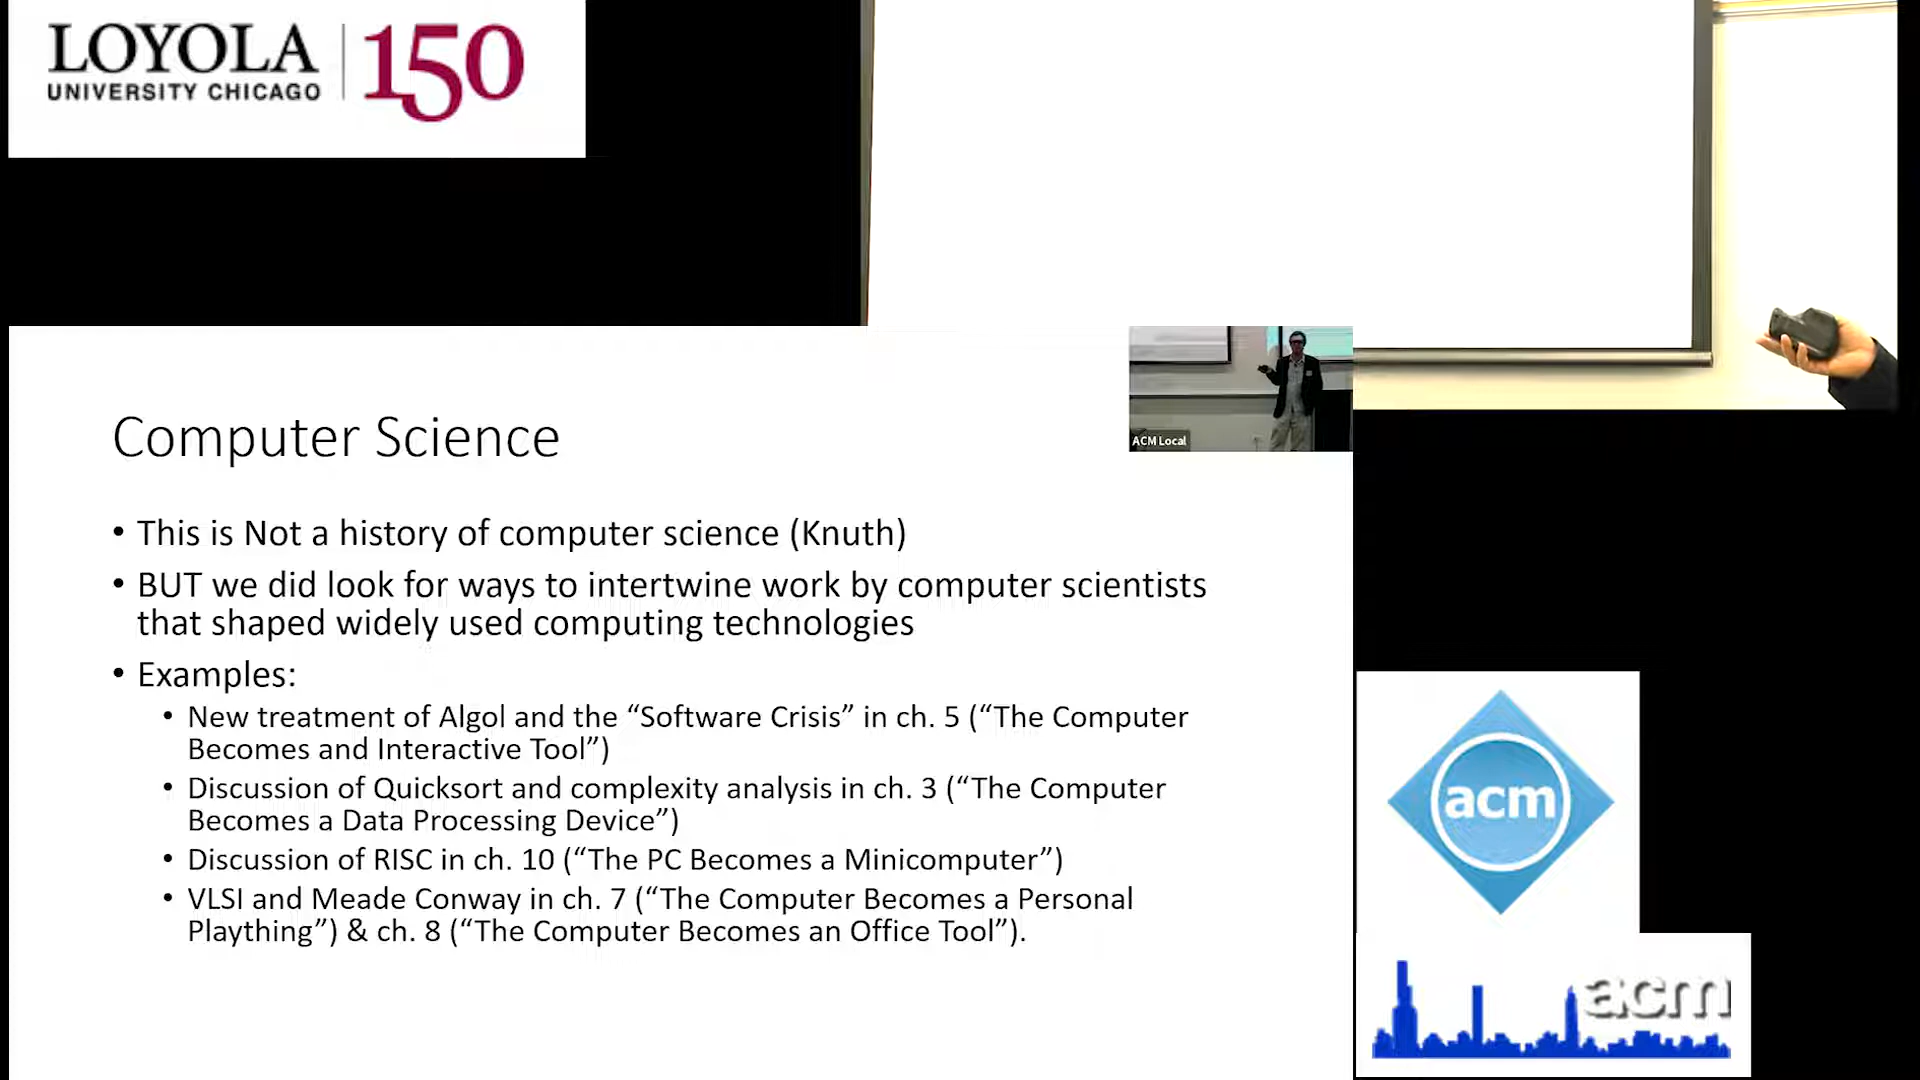 LOYOLA
UNIVERSITY CHICAGO
150
ACM Local
Computer Science
• This is Not a history of computer science (Knuth)
• BUT we did look for ways to intertwine work by computer scientists
that shaped widely used computing technologies
• Examples:
• New treatment of Algol and the “Software Crisis” in ch. 5 (“The Computer
Becomes and Interactive Tool”)
• Discussion of Quicksort and complexity analysis in ch. 3 (“The Computer
Becomes a Data Processing Device”)
• Discussion of RISC in ch. 10 (“The PC Becomes a Minicomputer”)
• VLSI and Meade Conway in ch. 7 (“The Computer Becomes a Personal
Plaything”) & ch. 8 (“The Computer Becomes an Office Tool”).
acm
acm